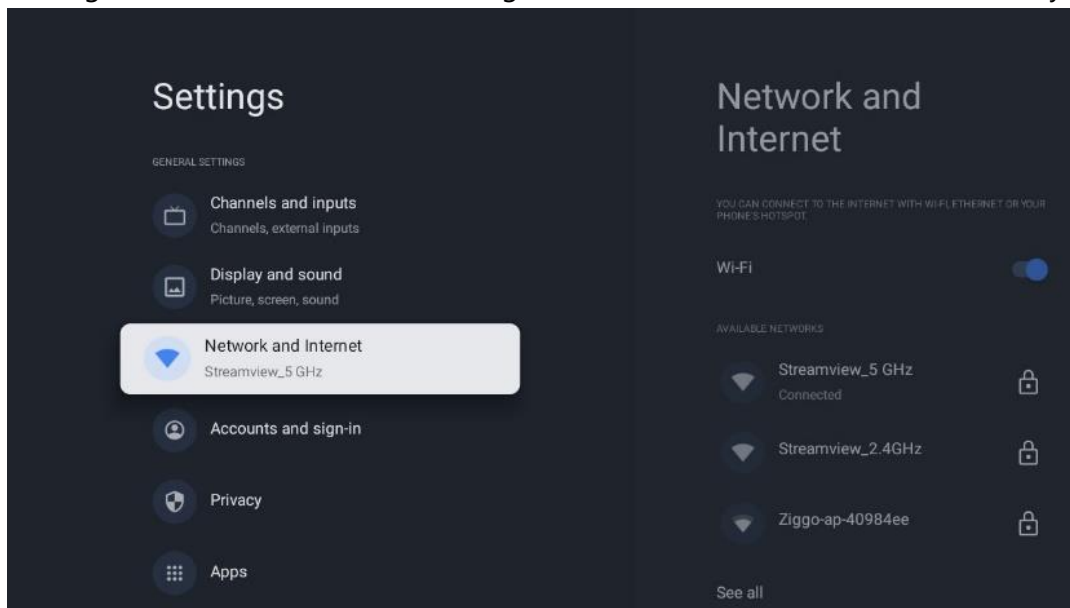 Settings
GENERAL SETTINGS
Channels and inputs
Channels, external inputs
Display and sound
Picture, screen, sound
Network and Internet
Streamview_5 GHz
Accounts and sign-in
Privacy
Apps
Network and
Internet
YOU CAN CONNECT TO THE INTERNET WITH WI-FI, ETHERNET OR YOUR
PHONE'S HOTSPOT.
Wi-Fi
AVAILABLE NETWORKS
Streamview_5 GHz
Connected
Streamview_2.4GHz
Ziggo-ap-40984ee
See all